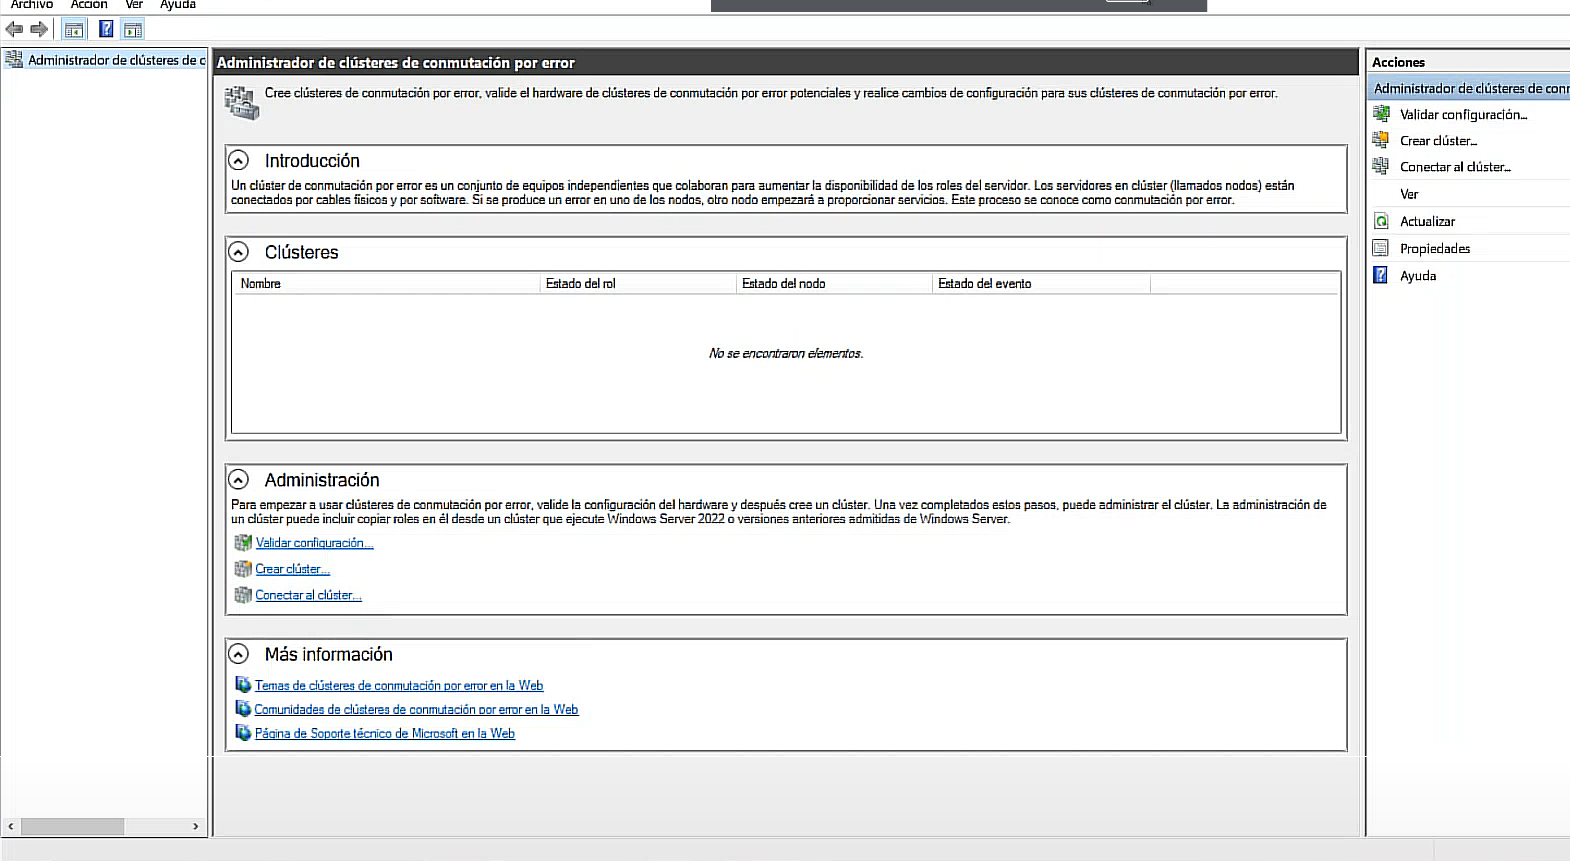 Archivo Acción Ver Ayuda
Administrador de clústeres de c
Administrador de clústeres de conmutación por error
Cree clústeres de conmutación por error, valide el hardware de clústeres de conmutación por error potenciales y realice cambios de configuración para sus clústeres de conmutación por error.
Introducción
Un clúster de conmutación por error es un conjunto de equipos independientes que colaboran para aumentar la disponibilidad de los roles del servidor. Los servidores en clúster (llamados nodos) están
conectados por cables físicos y por software. Si se produce un error en uno de los nodos, otro nodo empezará a proporcionar servicios. Este proceso se conoce como conmutación por error.
Clústeres
Nombre Estado del rol Estado del nodo Estado del evento
No se encontraron elementos.
Administración
Para empezar a usar clústeres de conmutación por error, valide la configuración del hardware y después cree un clúster. Una vez completados estos pasos, puede administrar el clúster. La administración de
un clúster puede incluir copiar roles en él desde un clúster que ejecute Windows Server 2022 o versiones anteriores admitidas de Windows Server.
Validar configuración...
Crear clúster...
Conectar al clúster...
Más información
Temas de clústeres de conmutación por error en la Web
Comunidades de clústeres de conmutación por error en la Web
Página de Soporte técnico de Microsoft en la Web
Acciones
Administrador de clústeres de conr
Validar configuración...
Crear clúster...
Conectar al clúster...
Ver
Actualizar
Propiedades
Ayuda